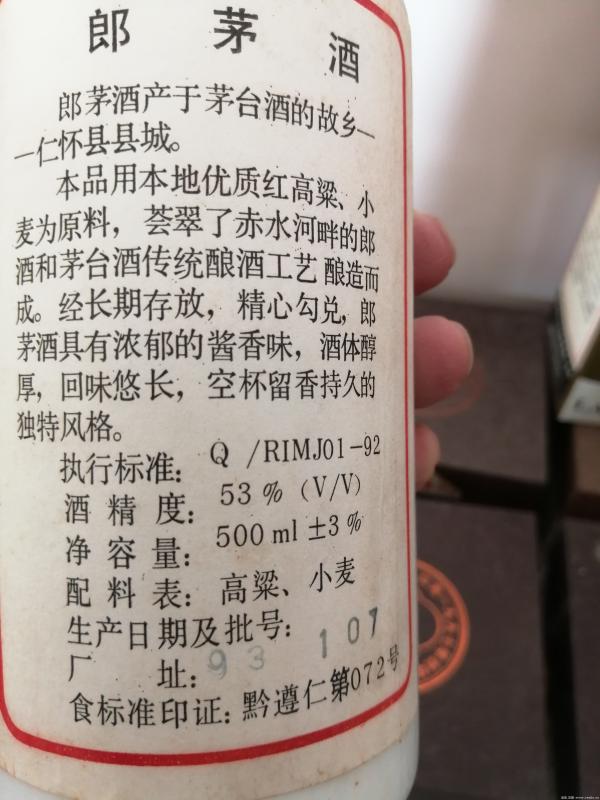 郎茅酒
郎茅酒产于茅台酒的故乡—
—仁怀县县城。
本品用本地优质红高粱、小
麦为原料，荟翠了赤水河畔的郎
酒和茅台酒传统酿酒工艺酿造而
成。经长期存放，精心勾兑，郎
茅酒具有浓郁的酱香味，酒体醇
厚，回味悠长，空杯留香持久的
独特风格。
执行标准：Q /RIMJ01-92
酒精度：53%（V/V）
净容量：500ml±3%
配料表：高粱、小麦
生产日期及批号：
93 107
厂址：
食标准印证：黔遵仁第072号